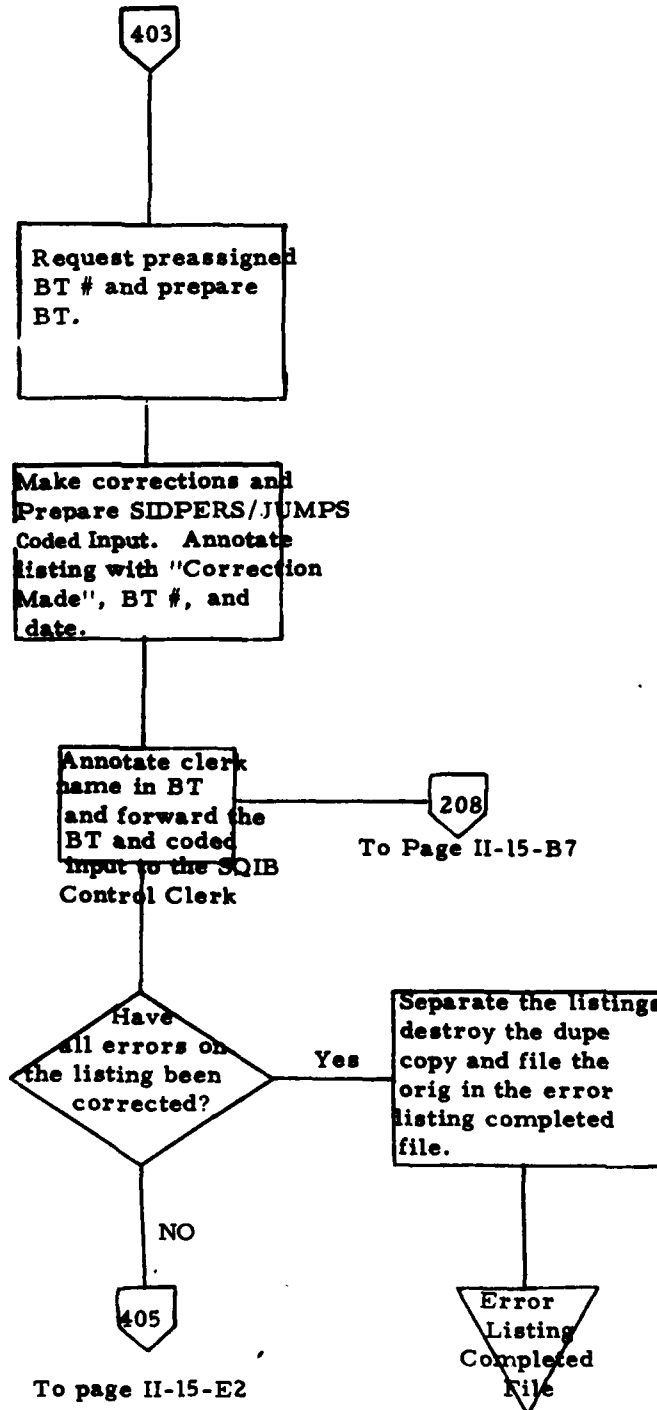 403
Request preassigned
BT # and prepare
BT.
Make corrections and
Prepare SIDPERS/JUMPS
Coded Input. Annotate
listing with "Correction
Made", BT #, and
date.
Annotate clerk
name in BT
and forward the
BT and coded
input to the SQIB
Control Clerk
208
To Page II-15-B7
Have
all errors on
the listing been
corrected?
Yes
Separate the listings
destroy the dupe
copy and file the
orig in the error
listing completed
file.
NO
405
To page II-15-E2
Error
Listing
Completed
File